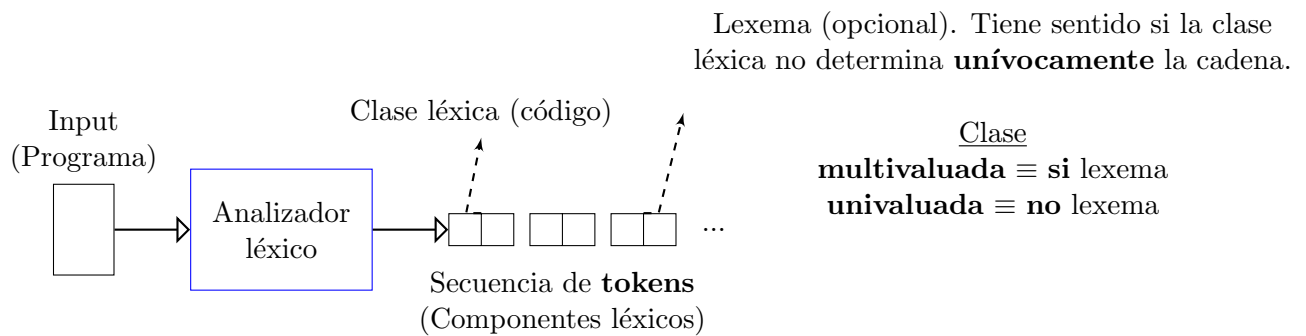 Lexema (opcional). Tiene sentido si la clase
léxica no determina unívocamente la cadena.
Clase léxica (código)
Input
(Programa)
Clase
multivaluada ≡ si lexema
univaluada ≡ no lexema
Analizador
léxico
...
Secuencia de tokens
(Componentes léxicos)